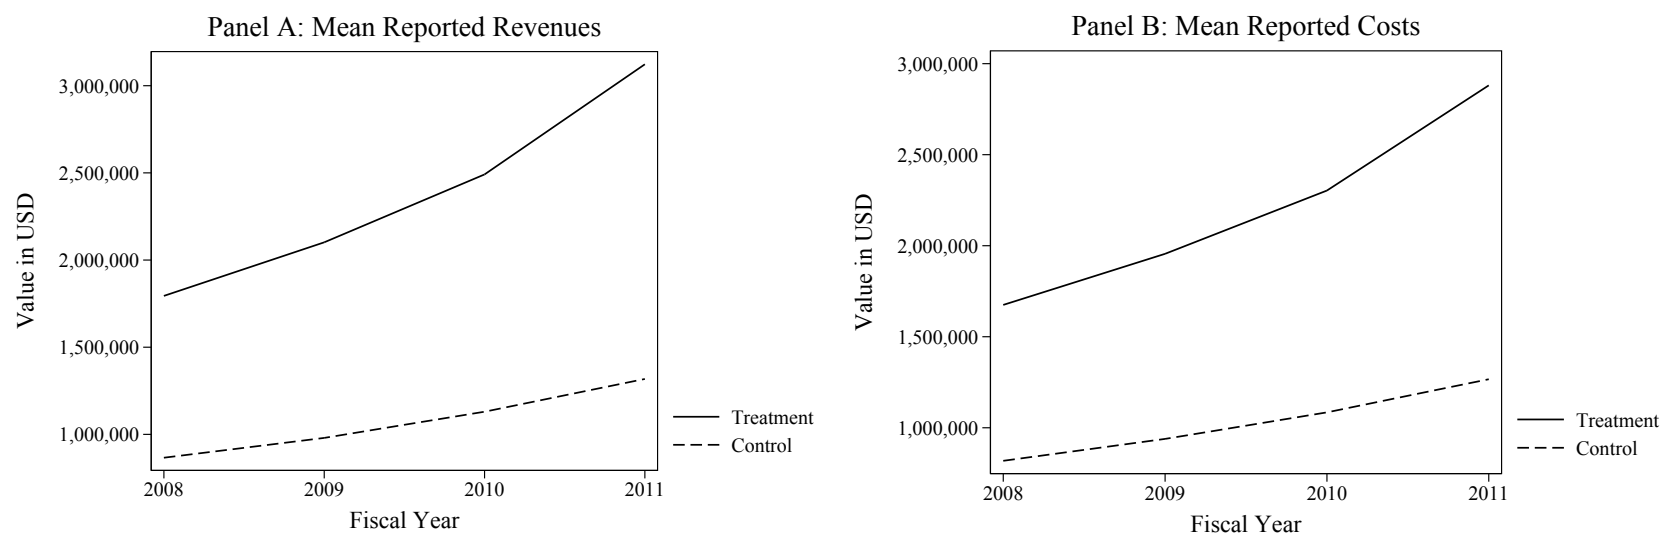 Panel A: Mean Reported Revenues
Value in USD
3,000,000
2,500,000
2,000,000
1,500,000
1,000,000
2008 2009 2010 2011
Fiscal Year
Treatment
Control
Panel B: Mean Reported Costs
Value in USD
3,000,000
2,500,000
2,000,000
1,500,000
1,000,000
2008 2009 2010 2011
Fiscal Year
Treatment
Control